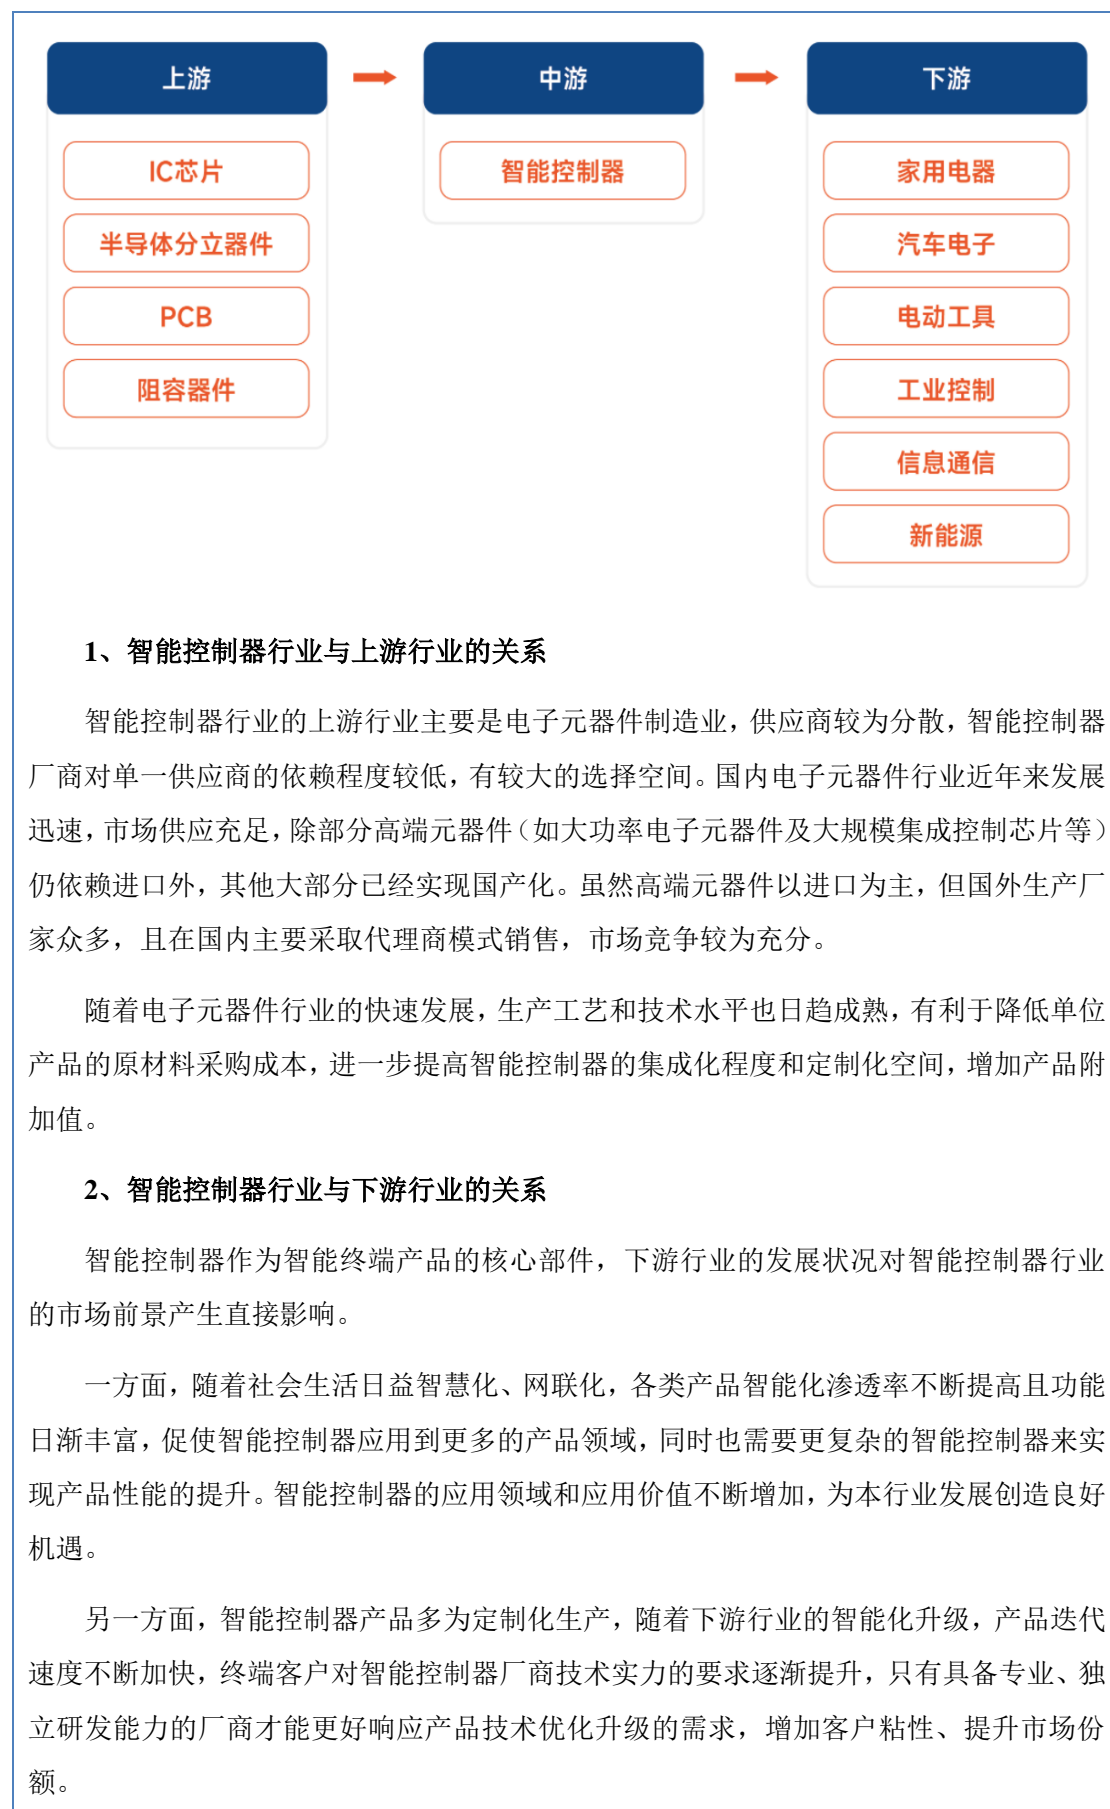 上游
中游
下游
IC芯片
智能控制器
家用电器
半导体分立器件
汽车电子
PCB
电动工具
阻容器件
工业控制
信息通信
新能源
1、智能控制器行业与上游行业的关系
智能控制器行业的上游行业主要是电子元器件制造业，供应商较为分散，智能控制器
厂商对单一供应商的依赖程度较低，有较大的选择空间。国内电子元器件行业近年来发展
迅速，市场供应充足，除部分高端元器件（如大功率电子元器件及大规模集成控制芯片等）
仍依赖进口外，其他大部分已经实现国产化。虽然高端元器件以进口为主，但国外生产厂
家众多，且在国内主要采取代理商模式销售，市场竞争较为充分。
随着电子元器件行业的快速发展，生产工艺和技术水平也日趋成熟，有利于降低单位
产品的原材料采购成本，进一步提高智能控制器的集成化程度和定制化空间，增加产品附
加值。
2、智能控制器行业与下游行业的关系
智能控制器作为智能终端产品的核心部件，下游行业的发展状况对智能控制器行业
的市场前景产生直接影响。
一方面，随着社会生活日益智慧化、网联化，各类产品智能化渗透率不断提高且功能
日渐丰富，促使智能控制器应用到更多的产品领域，同时也需要更复杂的智能控制器来实
现产品性能的提升。智能控制器的应用领域和应用价值不断增加，为本行业发展创造良好
机遇。
另一方面，智能控制器产品多为定制化生产，随着下游行业的智能化升级，产品迭代
速度不断加快，终端客户对智能控制器厂商技术实力的要求逐渐提升，只有具备专业、独
立研发能力的厂商才能更好响应产品技术优化升级的需求，增加客户粘性、提升市场份
额。